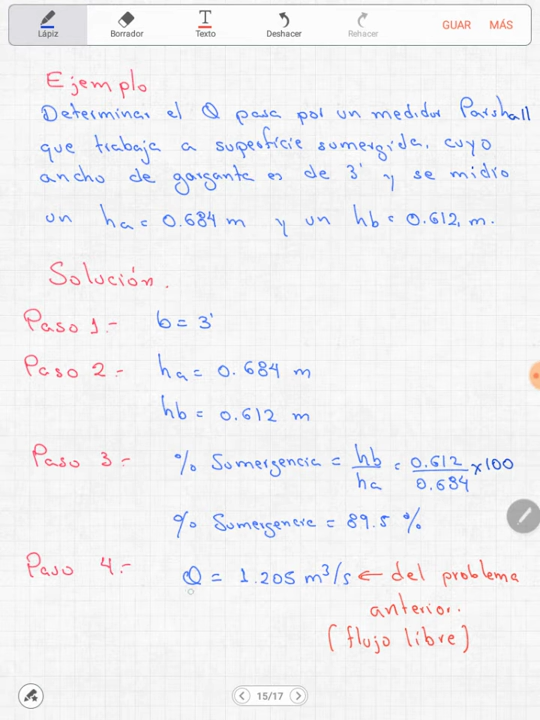 Lápiz
Borrador
Texto
Deshacer
Rehacer
GUAR
MÁS
Ejemplo
Determinar el Q pasa por un medidor Parshall
que trabaja a superficie sumergida, cuyo
ancho de garganta es de 3' y se midio
un ha = 0.684 m y un hb = 0.612, m.
Solución.
Paso 1.- b = 3'
Paso 2.- ha = 0.684 m
hb = 0.612 m
Paso 3.- % Sumergencia = hb/ha = 0.612/0.684 x 100
% Sumergencia = 89.5 %
Paso 4.- Q = 1.205 m³/s ← del problema
anterior.
(flujo libre)
15/17